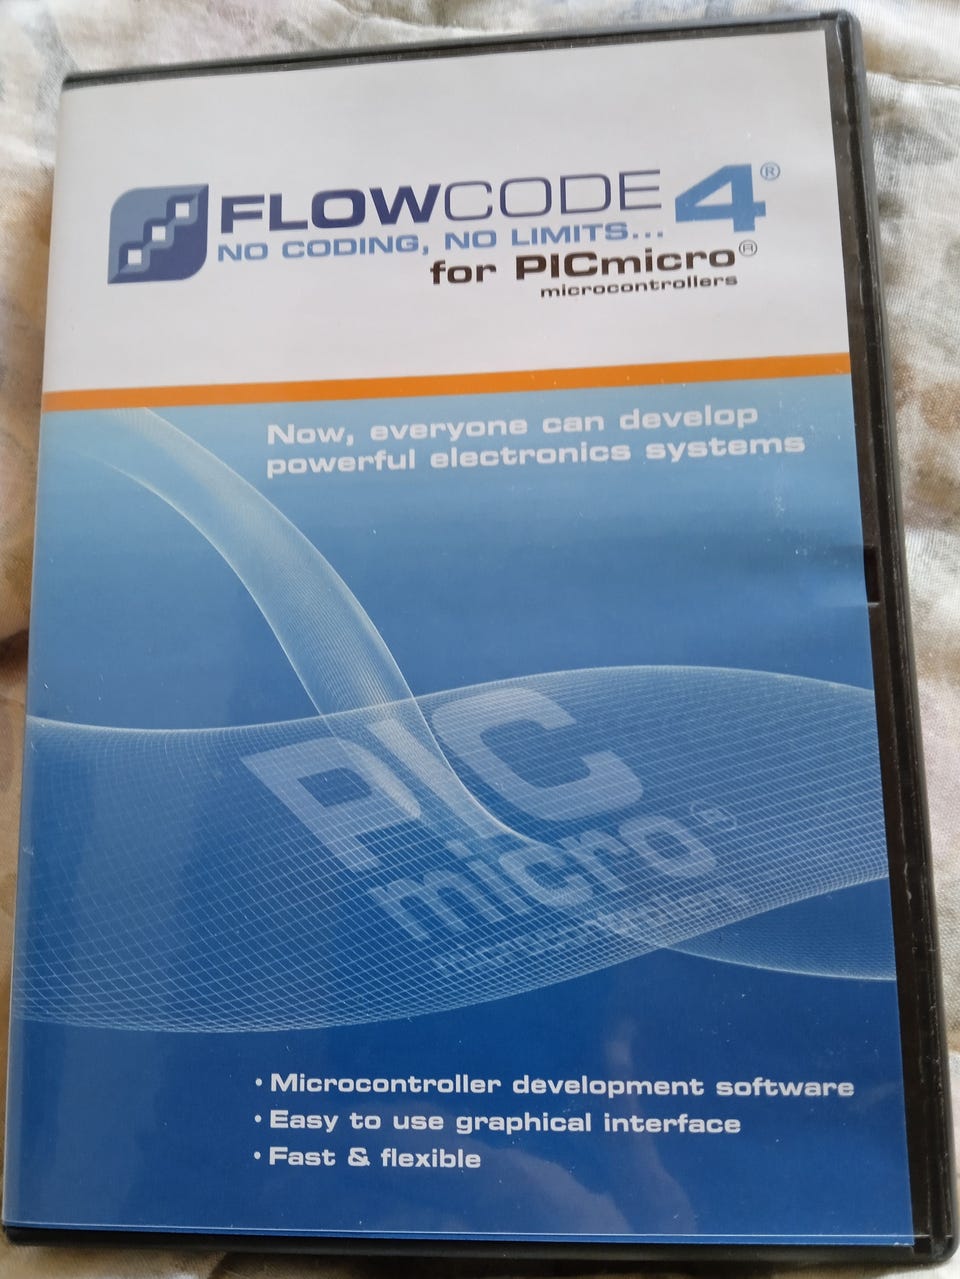 FLOWCODE 4®
NO CODING, NO LIMITS...
for PICmicro®
microcontrollers
Now, everyone can develop
powerful electronics systems
PIC
micro®
microcontrollers
• Microcontroller development software
• Easy to use graphical interface
• Fast & flexible